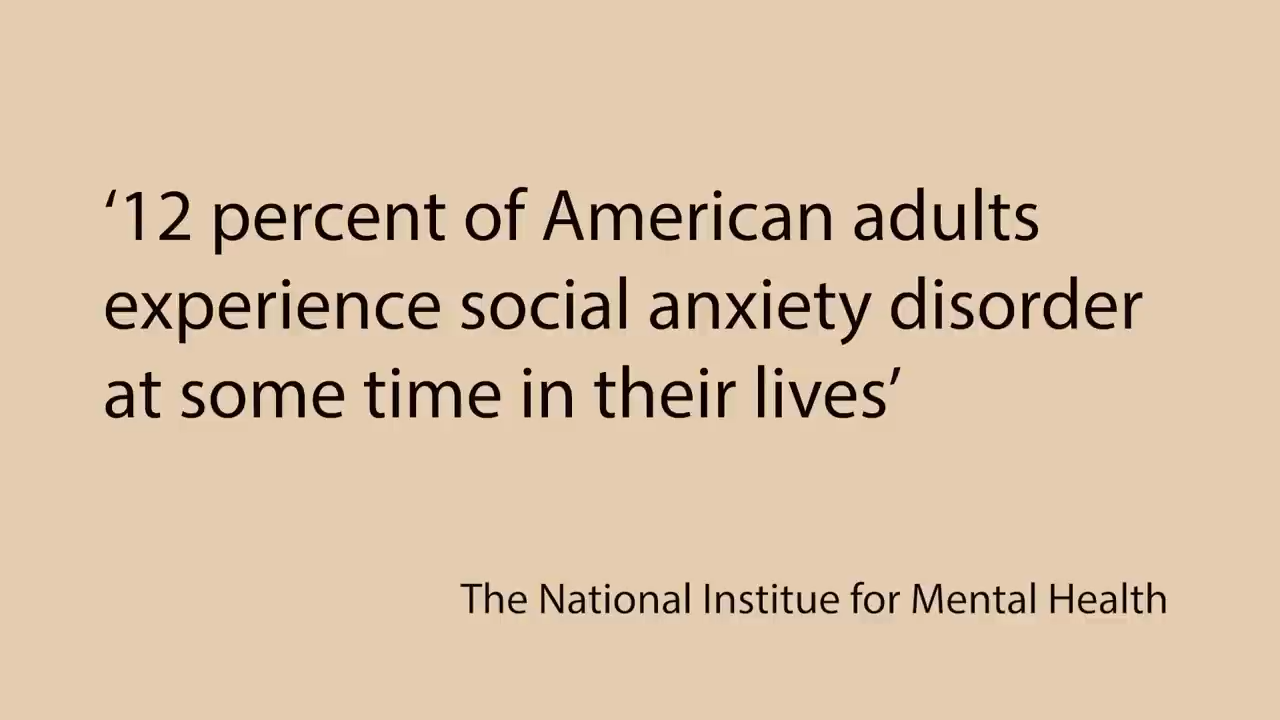 ‘12 percent of American adults
experience social anxiety disorder
at some time in their lives’
The National Institue for Mental Health